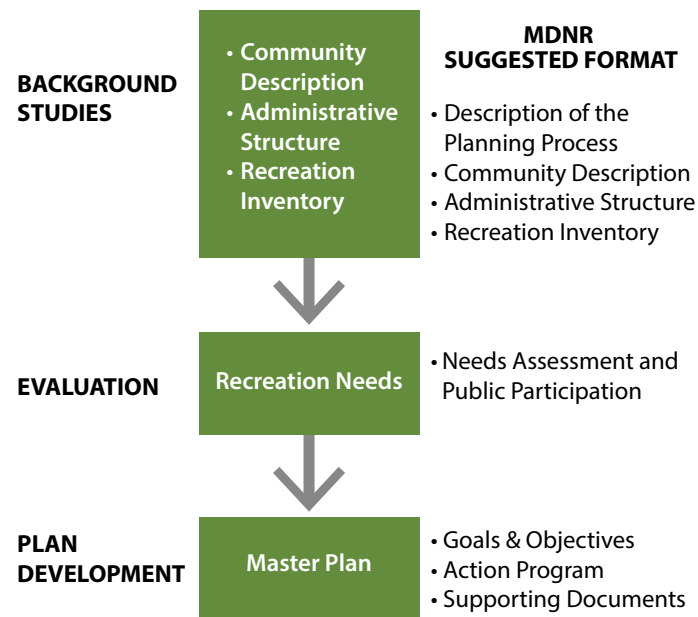 BACKGROUND
STUDIES
• Community
Description
• Administrative
Structure
• Recreation
Inventory
MDNR
SUGGESTED FORMAT
• Description of the
Planning Process
• Community Description
• Administrative Structure
• Recreation Inventory
EVALUATION
Recreation Needs
• Needs Assessment and
Public Participation
PLAN
DEVELOPMENT
Master Plan
• Goals & Objectives
• Action Program
• Supporting Documents